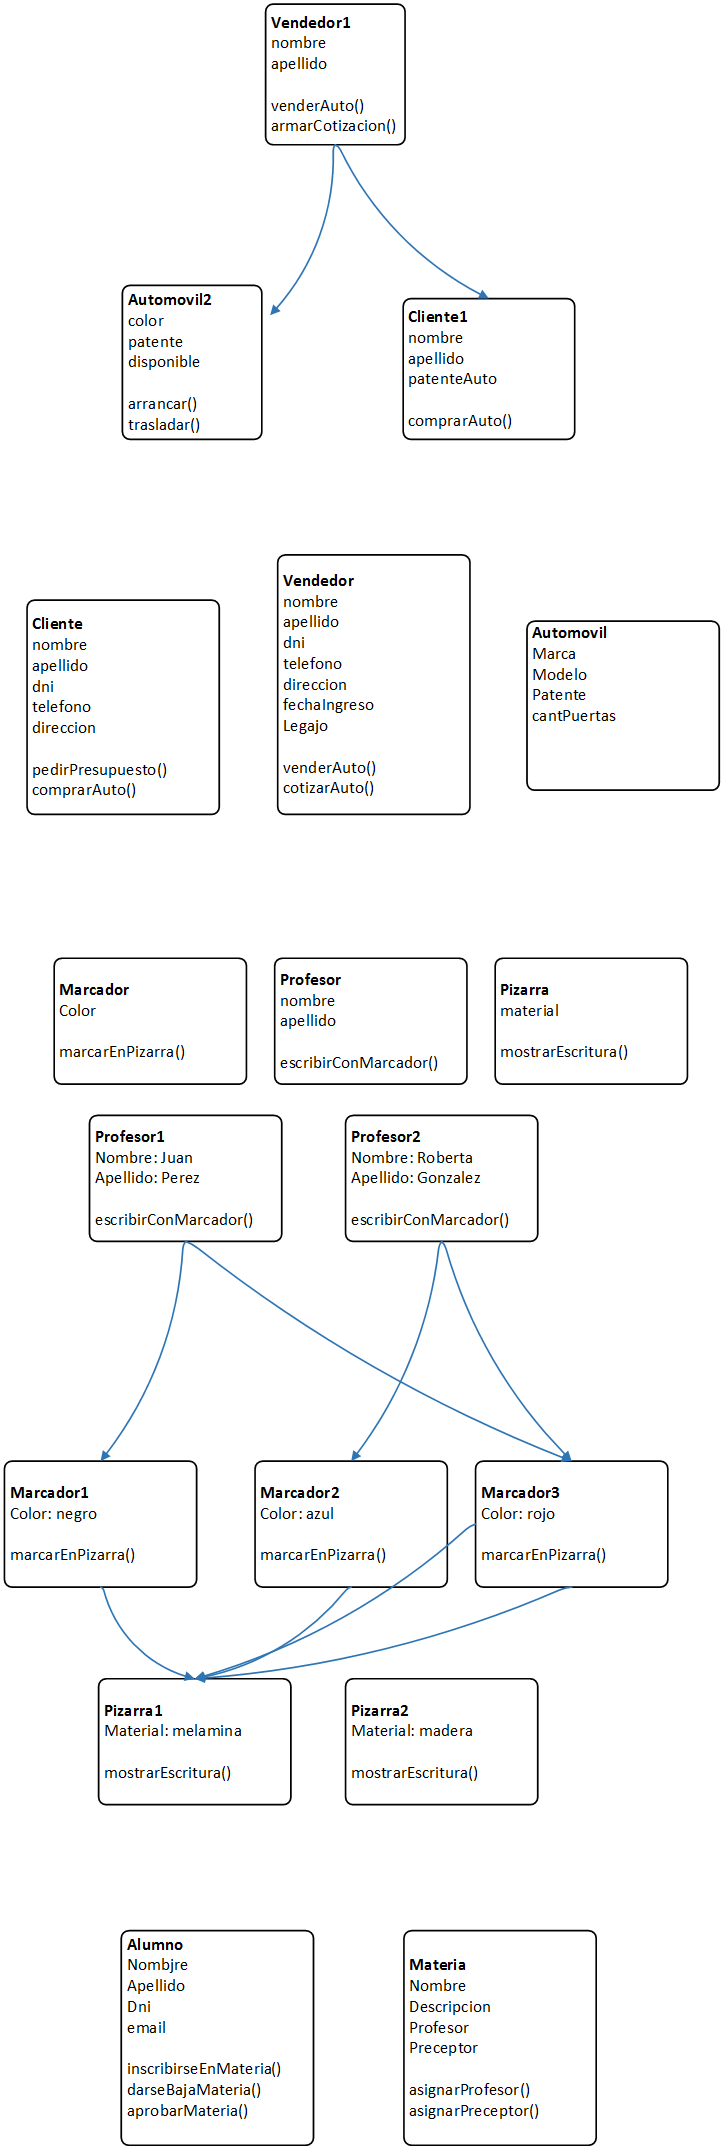 Vendedor1
nombre
apellido
venderAuto()
armarCotizacion()
Automovil2
color
patente
disponible
arrancar()
trasladar()
Cliente1
nombre
apellido
patenteAuto
comprarAuto()
Cliente
nombre
apellido
dni
telefono
direccion
pedirPresupuesto()
comprarAuto()
Vendedor
nombre
apellido
dni
telefono
direccion
fechaIngreso
Legajo
venderAuto()
cotizarAuto()
Automovil
Marca
Modelo
Patente
cantPuertas
Marcador
Color
marcarEnPizarra()
Profesor
nombre
apellido
escribirConMarcador()
Pizarra
material
mostrarEscritura()
Profesor1
Nombre: Juan
Apellido: Perez
escribirConMarcador()
Profesor2
Nombre: Roberta
Apellido: Gonzalez
escribirConMarcador()
Marcador1
Color: negro
marcarEnPizarra()
Marcador2
Color: azul
marcarEnPizarra()
Marcador3
Color: rojo
marcarEnPizarra()
Pizarra1
Material: melamina
mostrarEscritura()
Pizarra2
Material: madera
mostrarEscritura()
Alumno
Nombjre
Apellido
Dni
email
inscribirseEnMateria()
darseBajaMateria()
aprobarMateria()
Materia
Nombre
Descripcion
Profesor
Preceptor
asignarProfesor()
asignarPreceptor()